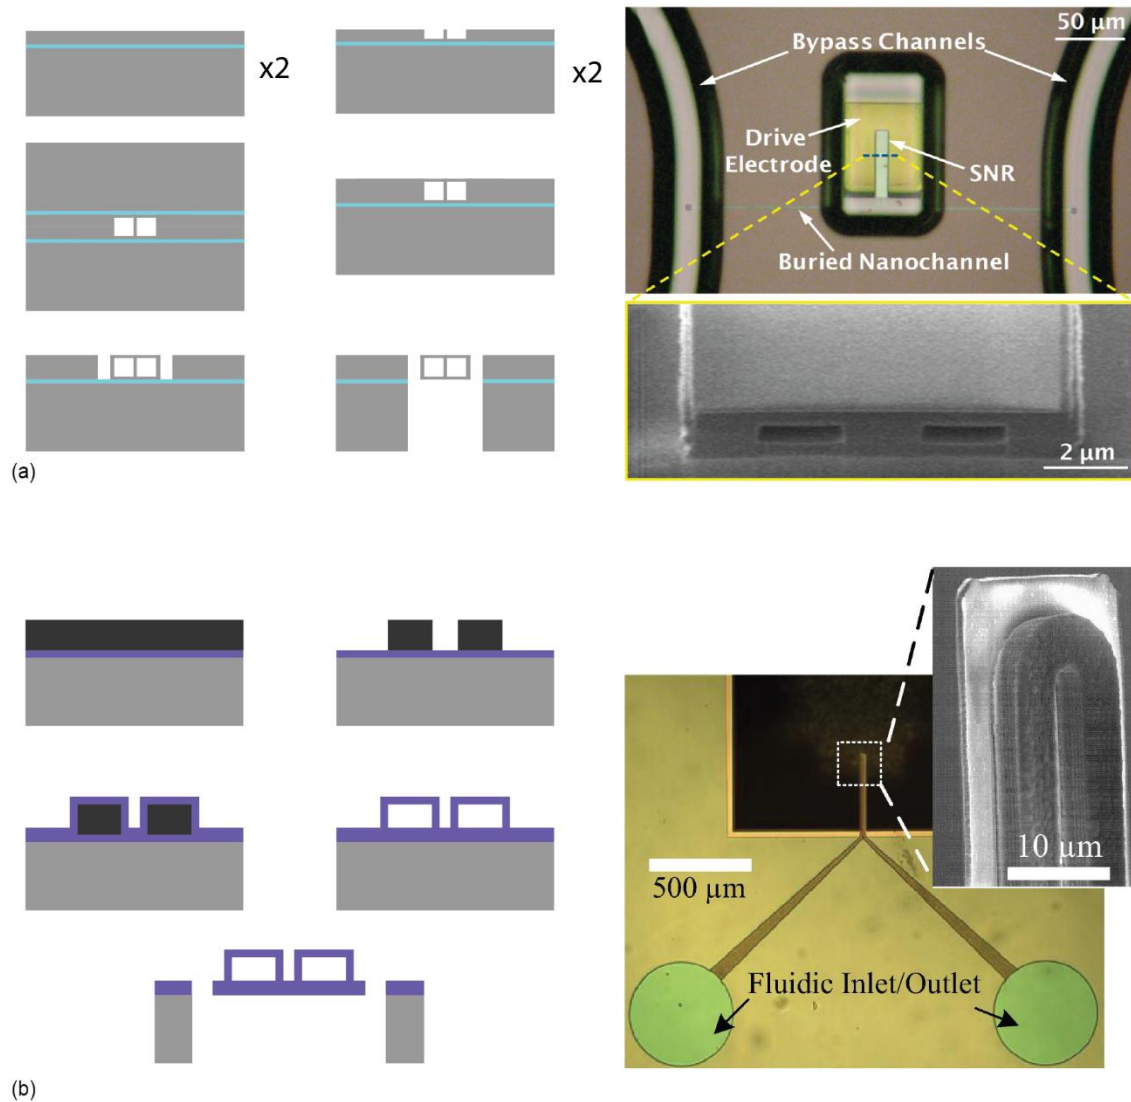 x2
x2
50 µm
Bypass Channels
Drive
Electrode
SNR
Buried Nanochannel
2 µm
(a)
10 µm
500 µm
Fluidic Inlet/Outlet
(b)